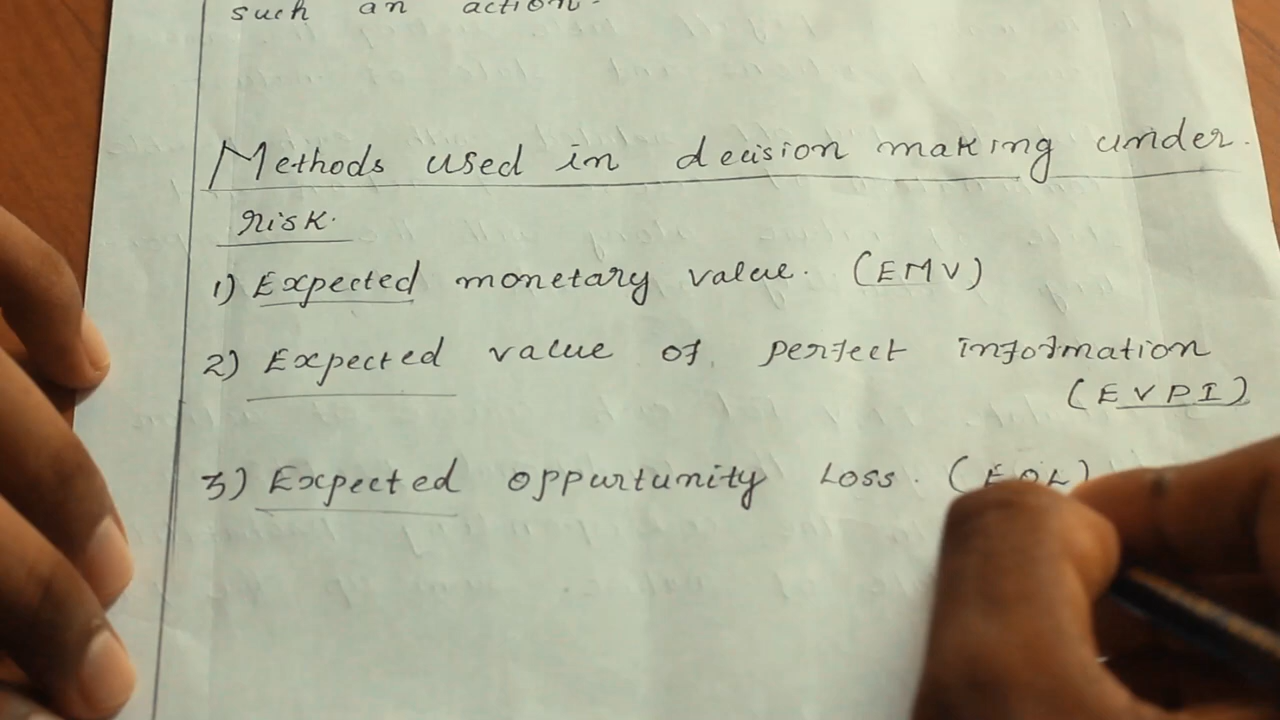 such an action.
Methods used in decision making under.
risk.
1) Expected monetary value. (EMV)
2) Expected value of perfect information
(EVPI)
3) Expected oppurtunity Loss. (EOL)